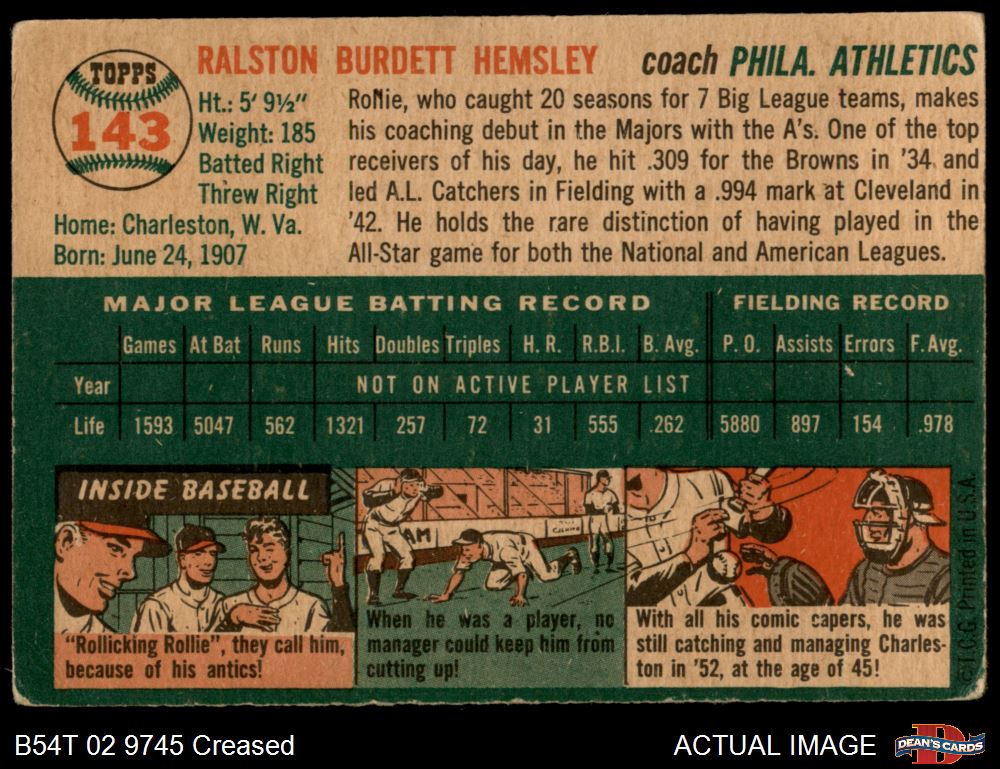 TOPPS
143
RALSTON BURDETT HEMSLEY
coach PHILA. ATHLETICS
Ht.: 5' 9½"
Weight: 185
Batted Right
Threw Right
Home: Charleston, W. Va.
Born: June 24, 1907
Rollie, who caught 20 seasons for 7 Big League teams, makes
his coaching debut in the Majors with the A's. One of the top
receivers of his day, he hit .309 for the Browns in '34 and
led A.L. Catchers in Fielding with a .994 mark at Cleveland in
'42. He holds the rare distinction of having played in the
All-Star game for both the National and American Leagues.
MAJOR LEAGUE BATTING RECORD FIELDING RECORD
Games At Bat Runs Hits Doubles Triples H. R. R.B.I. B. Avg. P. O. Assists Errors F. Avg.
Year NOT ON ACTIVE PLAYER LIST
Life 1593 5047 562 1321 257 72 31 555 .262 5880 897 154 .978
INSIDE BASEBALL
"Rollicking Rollie", they call him,
because of his antics!
AM
When he was a player, no
manager could keep him from
cutting up!
With all his comic capers, he was
still catching and managing Charles-
ton in '52, at the age of 45!
© T.C.G. Printed in U.S.A.
B54T 02 9745 Creased
ACTUAL IMAGE
DEAN'S CARDS